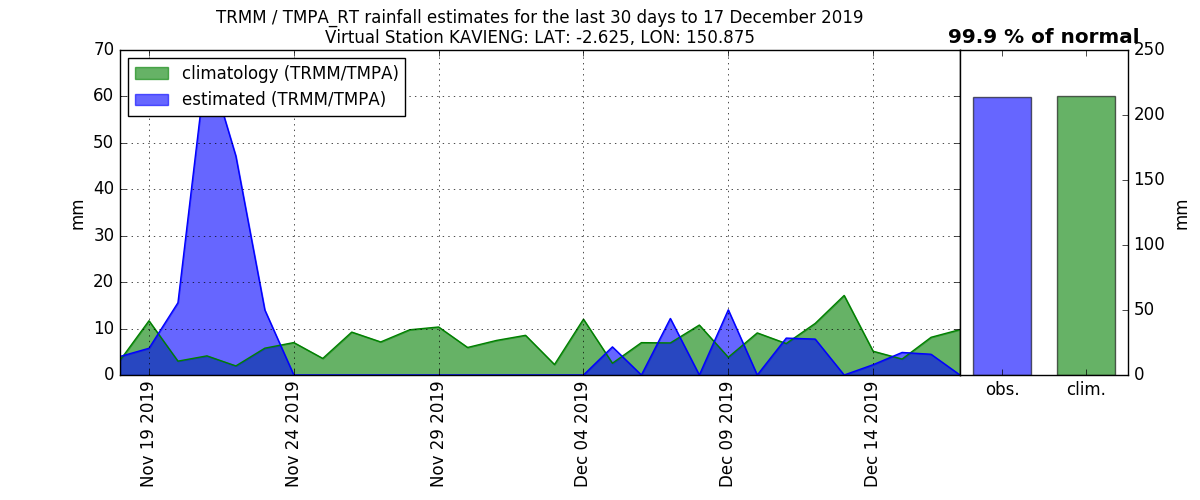 TRMM / TMPA_RT rainfall estimates for the last 30 days to 17 December 2019
Virtual Station KAVIENG: LAT: -2.625, LON: 150.875
99.9 % of normal
climatology (TRMM/TMPA)
estimated (TRMM/TMPA)
70
60
50
40
30
20
10
0
mm
250
200
150
100
50
0
mm
obs.
clim.
Nov 19 2019
Nov 24 2019
Nov 29 2019
Dec 04 2019
Dec 09 2019
Dec 14 2019